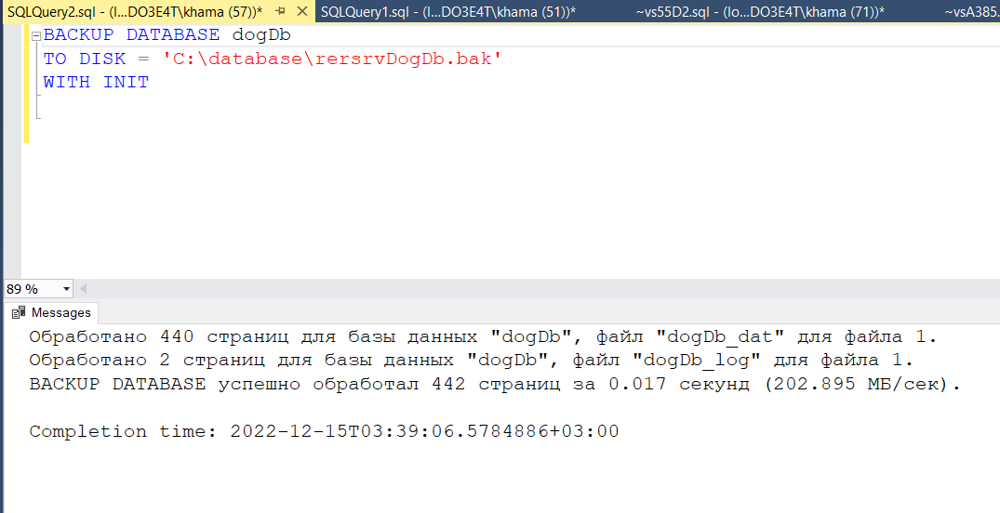 SQLQuery2.sql - (l...DO3E4T\khama (57))* SQLQuery1.sql - (l...DO3E4T\khama (51))* ~vs55D2.sql - (lo...DO3E4T\khama (71))* ~vsA385.
BACKUP DATABASE dogDb
TO DISK = 'C:\database\rersrvDogDb.bak'
WITH INIT
89 %
Messages
Обработано 440 страниц для базы данных "dogDb", файл "dogDb_dat" для файла 1.
Обработано 2 страниц для базы данных "dogDb", файл "dogDb_log" для файла 1.
BACKUP DATABASE успешно обработал 442 страниц за 0.017 секунд (202.895 МБ/сек).
Completion time: 2022-12-15T03:39:06.5784886+03:00